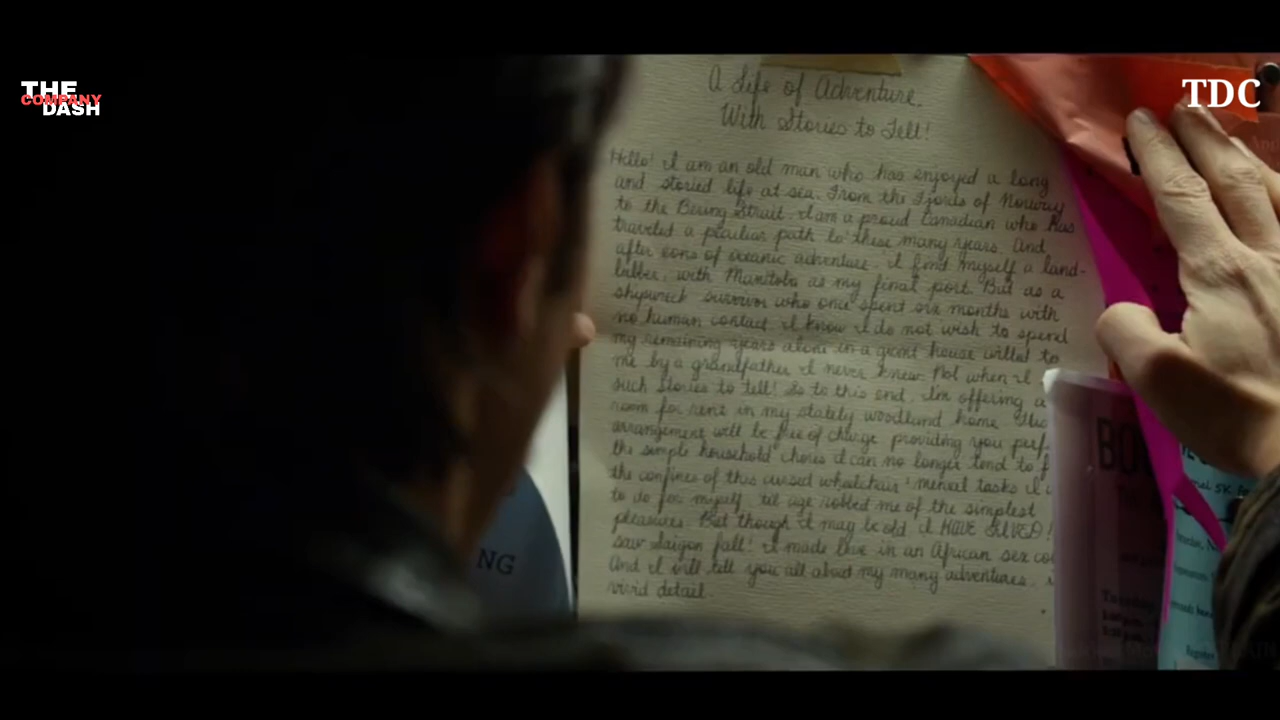 THE
COMPANY
DASH
TDC
A Life of Adventure.
With Stories to Tell!
Hello! I am an old man who has enjoyed a long
and storied life at sea. From the Fjords of Norway
to the Bering Strait. I am a proud Canadian who has
traveled a peculiar path to these many years. And
after eons of oceanic adventure, I find myself a land-
lubber, with Manitoba as my final port. But as a
shipwreck survivor who once spent six months with
no human contact I know I do not wish to spend
my remaining years alone in a giant house willed to
me by a grandfather I never knew. Not when I
such stories to tell! So to this end, I'm offering a
room for rent in my stately woodland home. This
arrangement will be free of charge providing you perf
the simple household chores I can no longer tend to f
the confines of this cursed wheelchair! menial tasks I
to do for myself 'til age robbed me of the simplest
pleasures. But though I may be old I HAVE LIVED! I
saw Saigon fall! I made love in an African sex co
And I will tell you all about my many adventures,
vivid detail
NG
BO